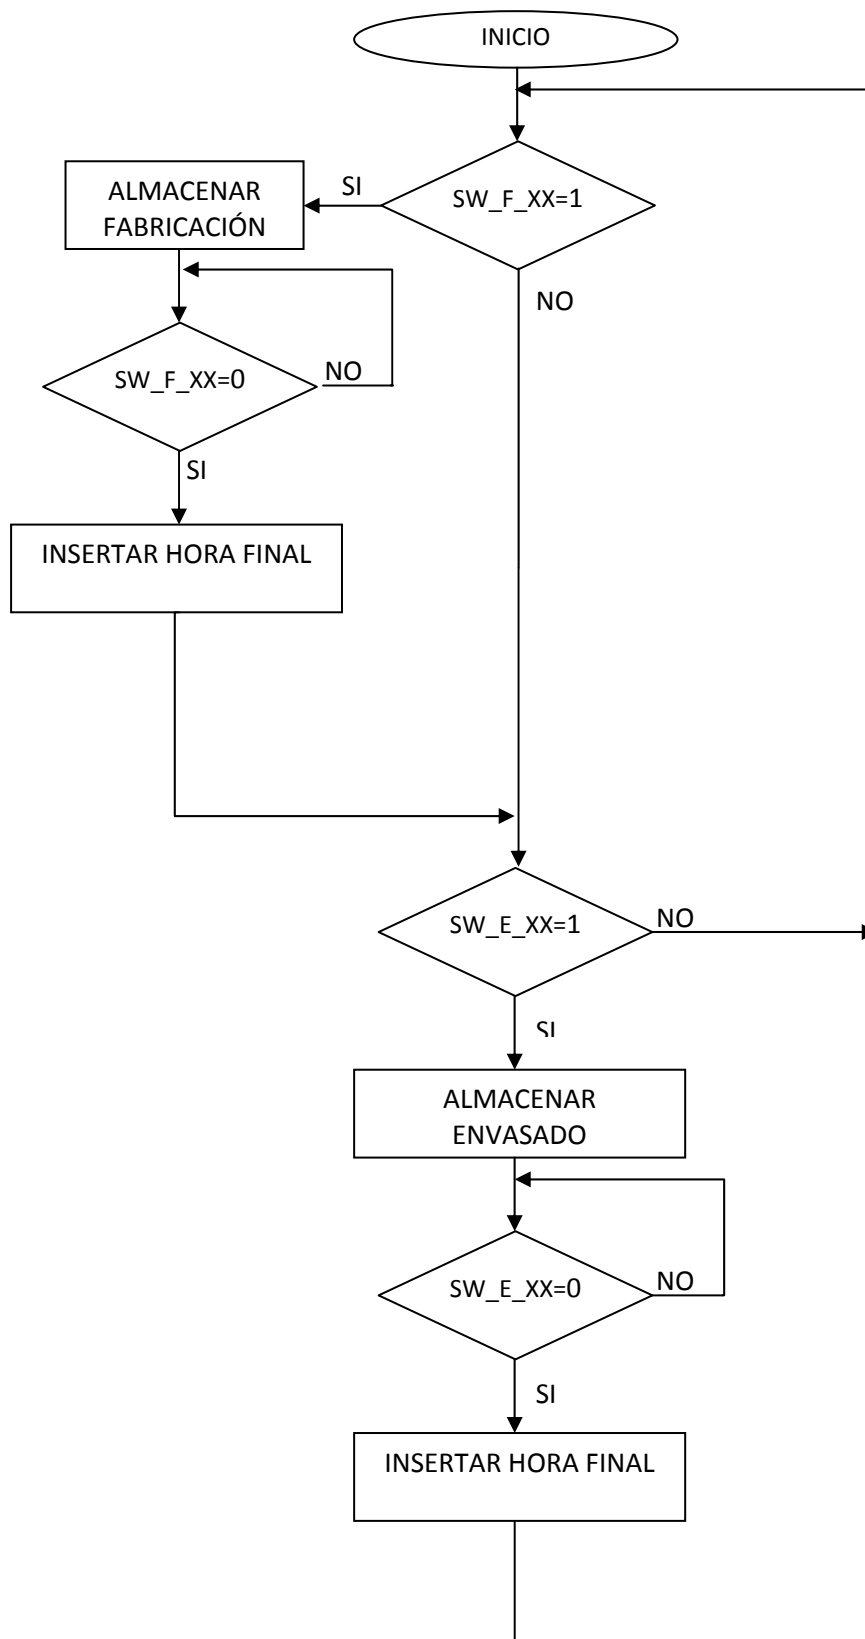 INICIO
SW_F_XX=1
SI
ALMACENAR
FABRICACIÓN
NO
SW_F_XX=0
NO
SI
INSERTAR HORA FINAL
SW_E_XX=1
NO
SI
ALMACENAR
ENVASADO
SW_E_XX=0
NO
SI
INSERTAR HORA FINAL